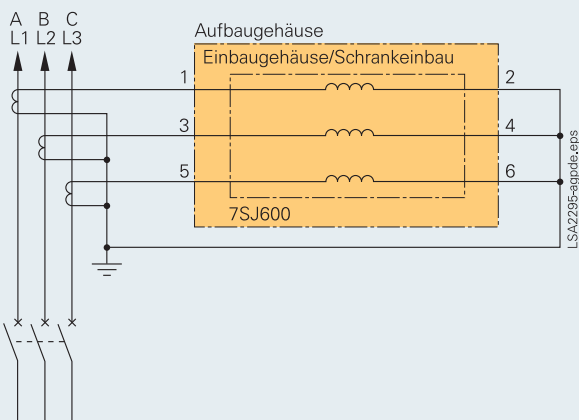 A B C
L1 L2 L3
Aufbaugehäuse
Einbaugehäuse/Schrankeinbau
1 2
3 4
5 6
7SJ600
LSA2295-agpde.eps